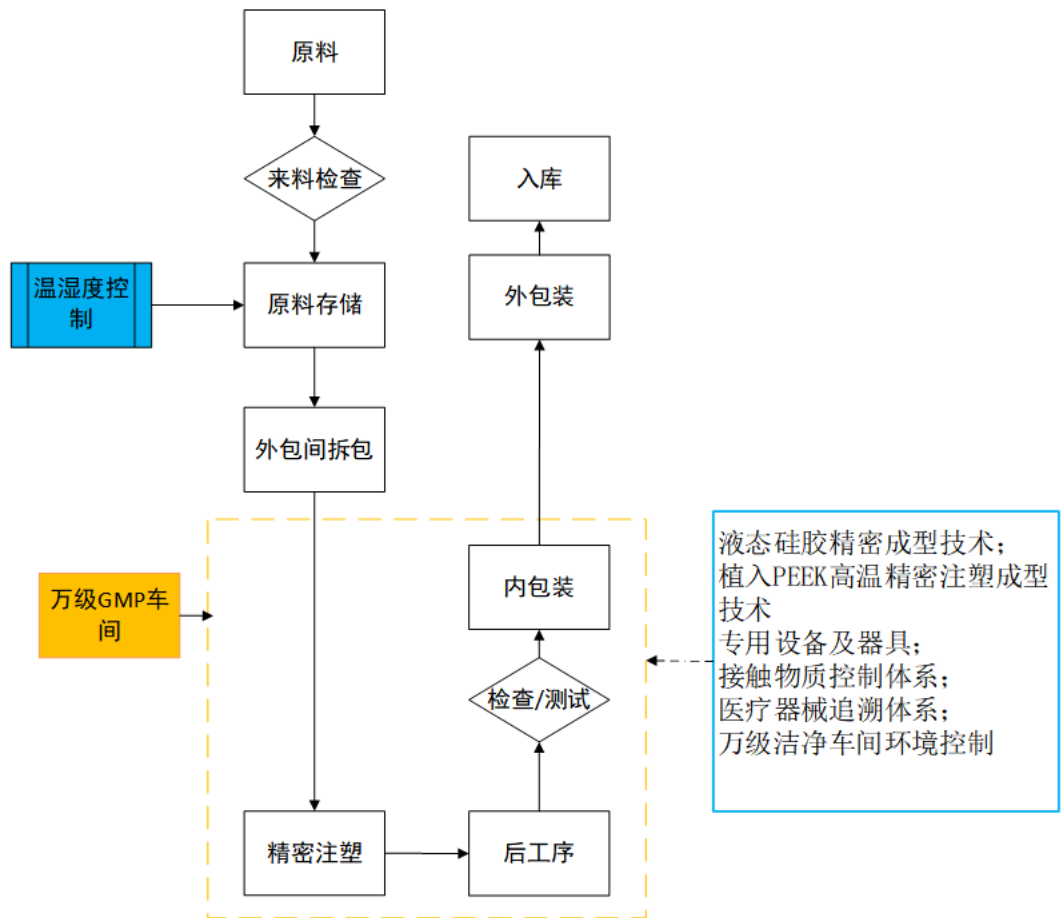 原料
来料检查
入库
温湿度控
制
原料存储
外包装
外包间拆包
万级GMP车
间
内包装
检查/测试
精密注塑
后工序
液态硅胶精密成型技术；
植入PEEK高温精密注塑成型
技术
专用设备及器具；
接触物质控制体系；
医疗器械追溯体系；
万级洁净车间环境控制